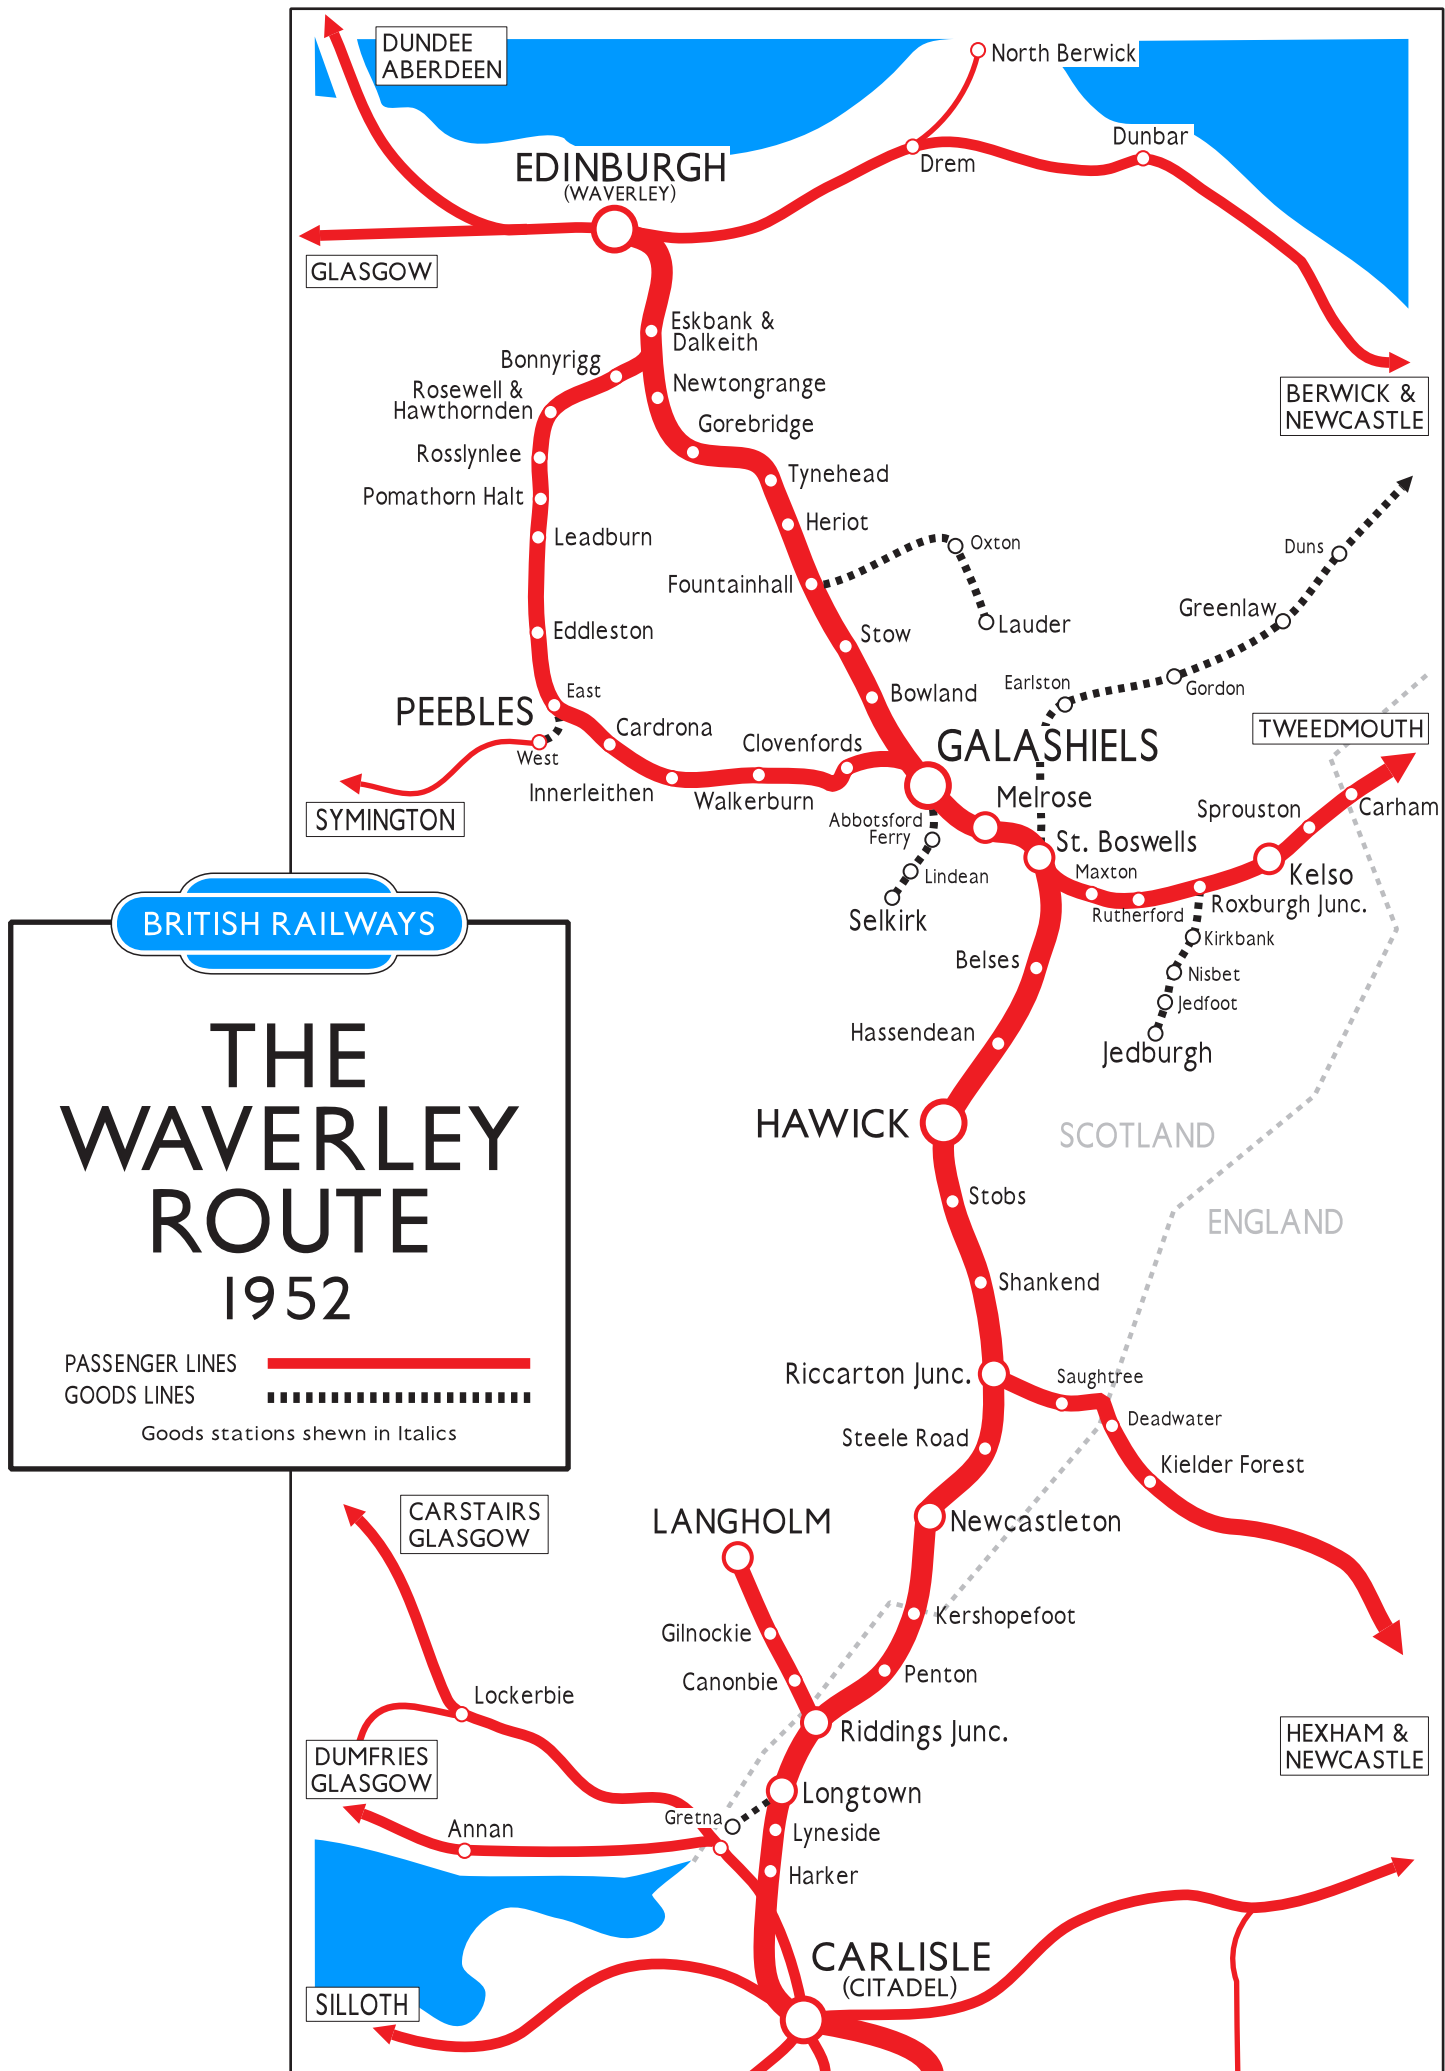 DUNDEE
ABERDEEN
North Berwick
Dunbar
Drem
EDINBURGH
(WAVERLEY)
GLASGOW
Eskbank &
Dalkeith
Bonnyrigg
Newtongrange
Rosewell &
Hawthornden
BERWICK &
NEWCASTLE
Gorebridge
Rosslynlee
Tynehead
Pomathorn Halt
Heriot
Leadburn
Oxton
Duns
Fountainhall
Lauder
Greenlaw
Eddleston
Stow
Earlston
Gordon
East
Bowland
PEEBLES
Cardrona
TWEEDMOUTH
West
Clovenfords
GALASHIELS
Innerleithen
Walkerburn
Melrose
Sprouston
Carham
SYMINGTON
Abbotsford
Ferry
St. Boswells
Maxton
Kelso
Lindean
Rutherford
Roxburgh Junc.
Selkirk
Kirkbank
BRITISH RAILWAYS
Belses
Nisbet
Jedfoot
Hassendean
Jedburgh
THE
WAVERLEY
ROUTE
1952
PASSENGER LINES
GOODS LINES
Goods stations shewn in Italics
HAWICK
SCOTLAND
ENGLAND
Stobs
Shankend
Riccarton Junc.
Saughtree
Deadwater
Steele Road
Kielder Forest
CARSTAIRS
GLASGOW
LANGHOLM
Newcastleton
Kershopefoot
Gilnockie
Penton
Canonbie
Lockerbie
Riddings Junc.
HEXHAM &
NEWCASTLE
DUMFRIES
GLASGOW
Longtown
Gretna
Annan
Lyneside
Harker
CARLISLE
(CITADEL)
SILLOTH